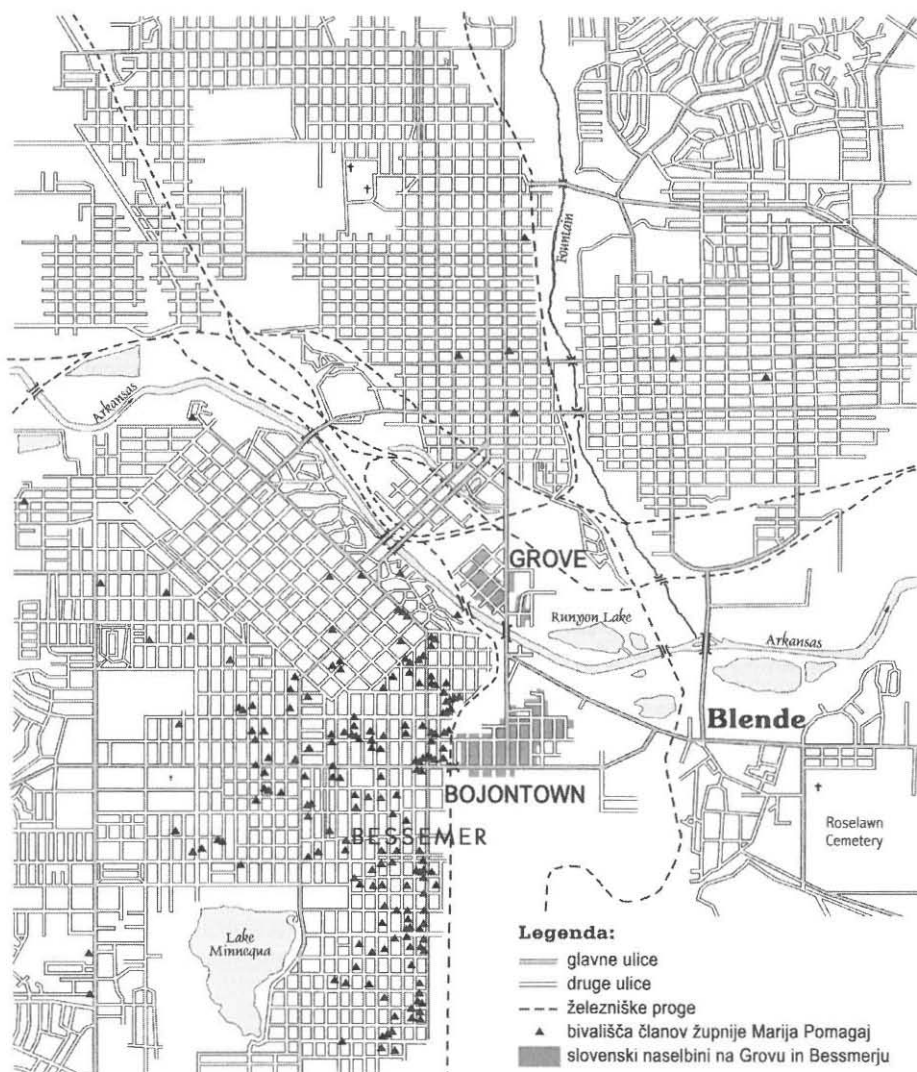 Fountain
Arkansas
GROVE
Runyon Lake
Arkansas
Blende
BOJONTOWN
BESSEMER
Roselawn
Cemetery
Lake
Minnequa
Legenda:
glavne ulice
druge ulice
železniške proge
bivališča članov župnije Marija Pomagaj
slovenski naselbini na Grovu in Bessmerju